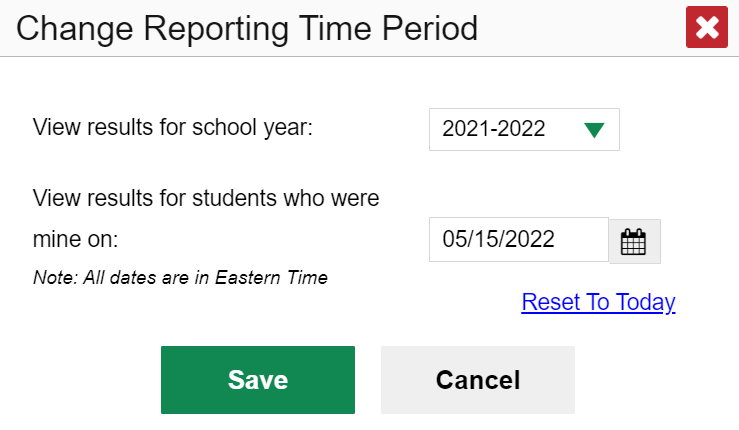 Change Reporting Time Period
View results for school year:
2021-2022
View results for students who were
mine on:
05/15/2022
Note: All dates are in Eastern Time
Reset To Today
Save
Cancel